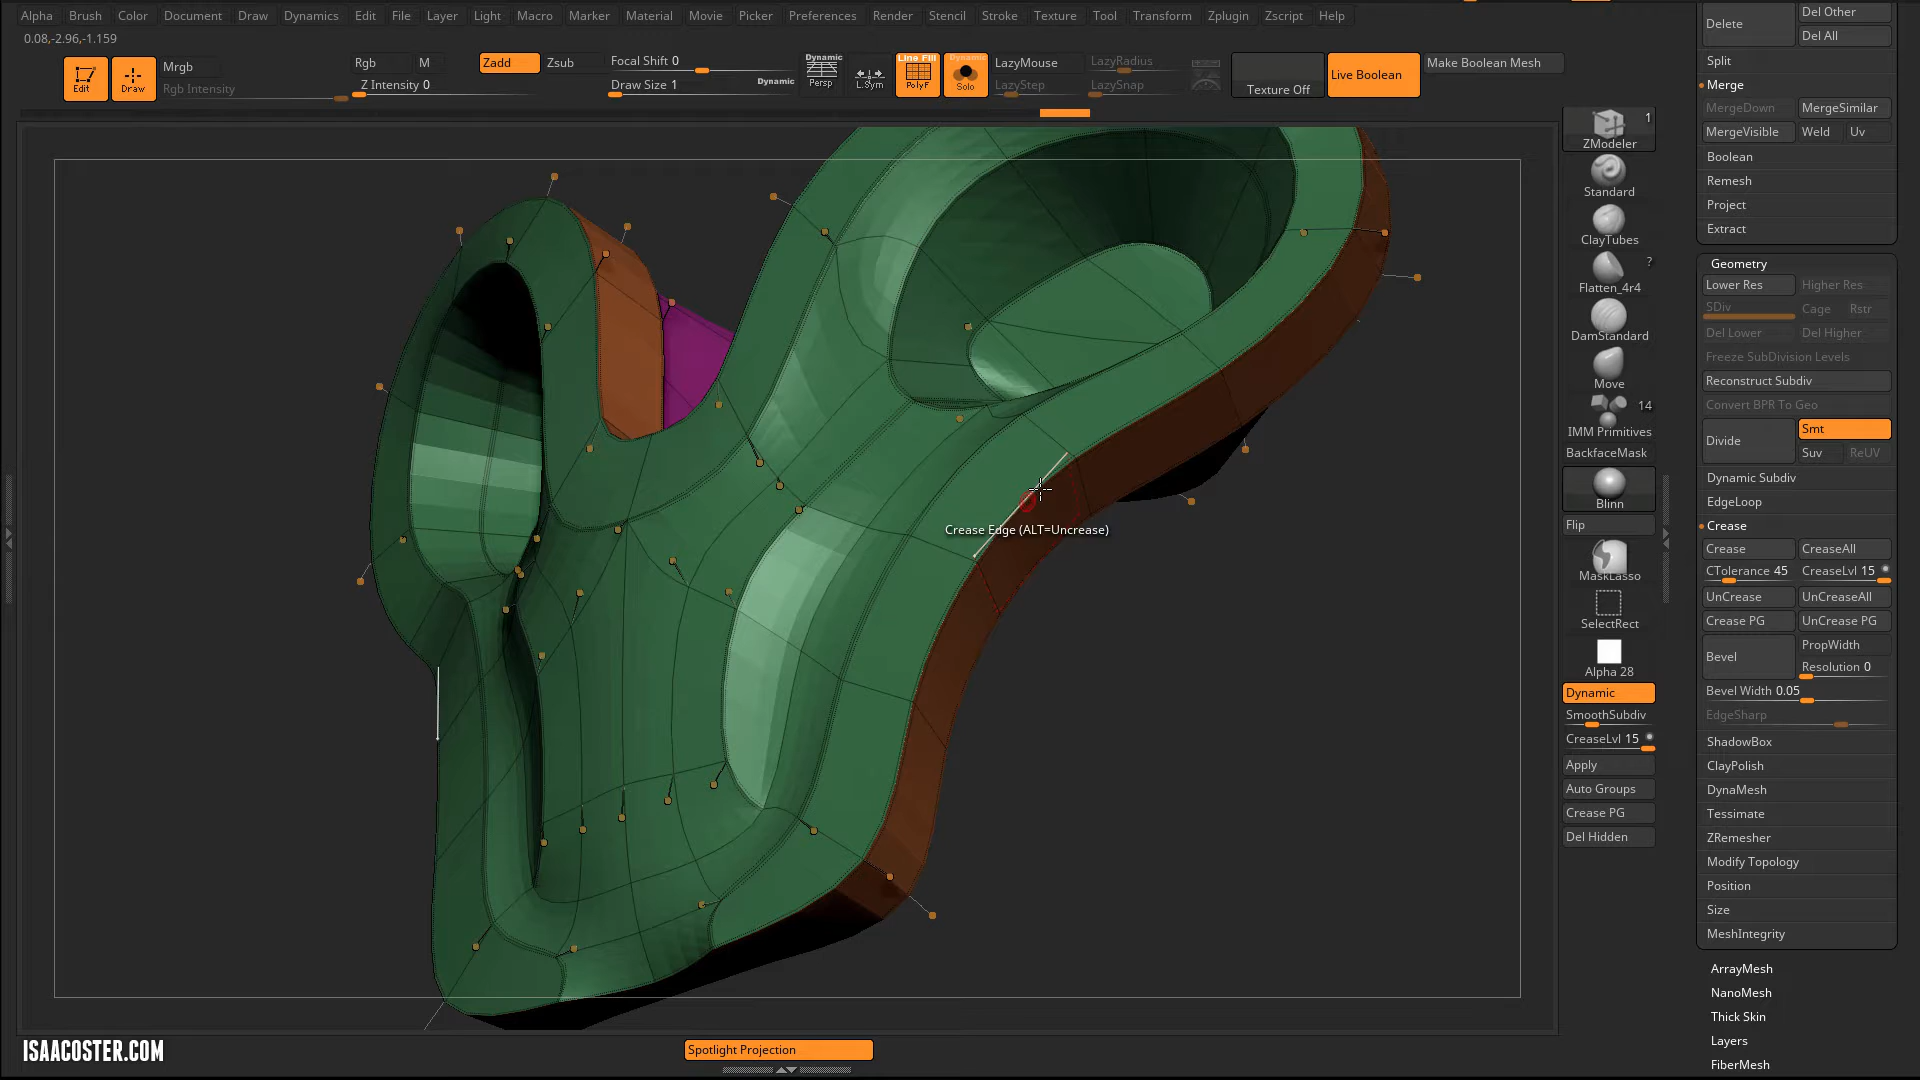 Alpha Brush Color Document Draw Dynamics Edit File Layer Light Macro Marker Material Movie Picker Preferences Render Stencil Stroke Texture Tool Transform Zplugin Zscript Help
0.08,-2.96,-1.159
Edit
Draw
Mrgb
Rgb Intensity
Rgb M
Z Intensity 0
Zadd Zsub
Focal Shift 0
Draw Size 1
Dynamic
Dynamic
Persp
L.Sym
Line Fill
PolyF
Dynamic
Solo
LazyMouse
LazyStep
LazyRadius
LazySnap
Texture Off
Live Boolean
Make Boolean Mesh
Crease Edge (ALT=Uncrease)
1
ZModeler
Standard
ClayTubes
?
Flatten_4r4
DamStandard
Move
14
IMM Primitives
BackfaceMask
Blinn
Flip
MaskLasso
SelectRect
Alpha 28
Dynamic
SmoothSubdiv
CreaseLvl 15
Apply
Auto Groups
Crease PG
Del Hidden
Delete
Del Other
Del All
Split
Merge
MergeDown MergeSimilar
MergeVisible Weld Uv
Boolean
Remesh
Project
Extract
Geometry
Lower Res Higher Res
SDiv Cage Rstr
Del Lower Del Higher
Freeze SubDivision Levels
Reconstruct Subdiv
Convert BPR To Geo
Divide
Smt
Suv ReUV
Dynamic Subdiv
EdgeLoop
Crease
Crease CreaseAll
CTolerance 45 CreaseLvl 15
UnCrease UnCreaseAll
Crease PG UnCrease PG
Bevel
PropWidth
Resolution 0
Bevel Width 0.05
EdgeSharp
ShadowBox
ClayPolish
DynaMesh
Tessimate
ZRemesher
Modify Topology
Position
Size
MeshIntegrity
ArrayMesh
NanoMesh
Thick Skin
Layers
FiberMesh
ISAACOSTER.COM
Spotlight Projection